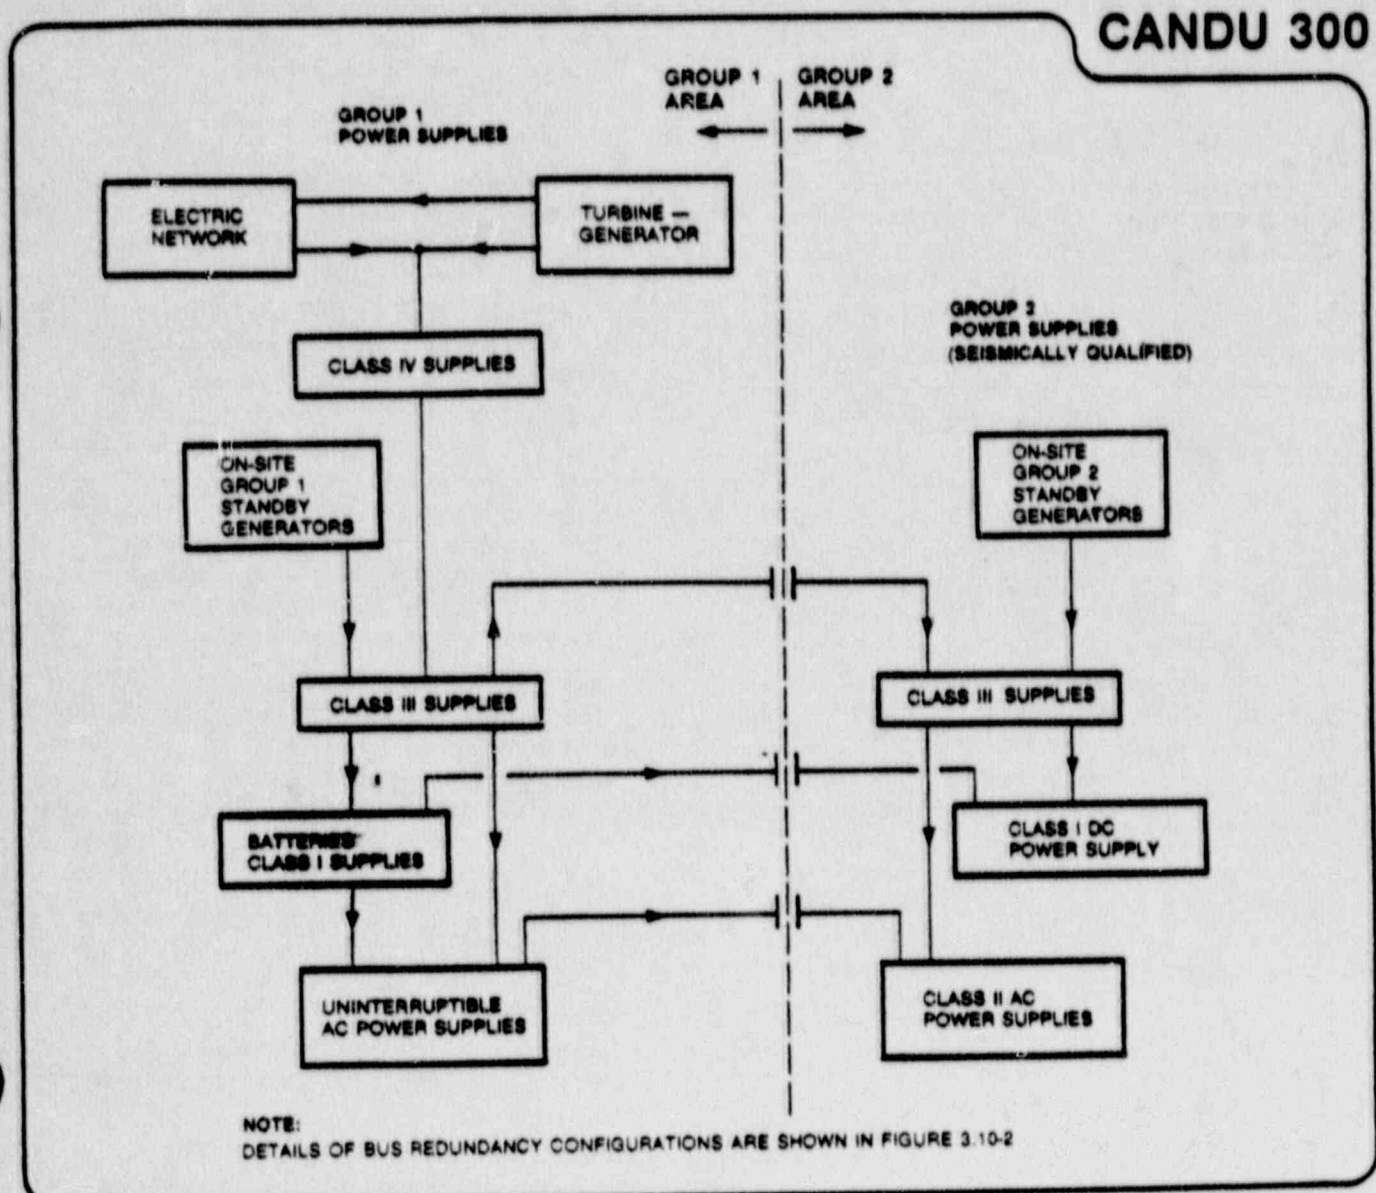 CANDU 300
GROUP 1
AREA
GROUP 2
AREA
GROUP 1
POWER SUPPLIES
ELECTRIC
NETWORK
TURBINE —
GENERATOR
GROUP 2
POWER SUPPLIES
(SEISMICALLY QUALIFIED)
CLASS IV SUPPLIES
ON-SITE
GROUP 1
STANDBY
GENERATORS
ON-SITE
GROUP 2
STANDBY
GENERATORS
CLASS III SUPPLIES
CLASS III SUPPLIES
BATTERIES
CLASS I SUPPLIES
CLASS I DC
POWER SUPPLY
UNINTERRUPTIBLE
AC POWER SUPPLIES
CLASS II AC
POWER SUPPLIES
NOTE:
DETAILS OF BUS REDUNDANCY CONFIGURATIONS ARE SHOWN IN FIGURE 3.10-2